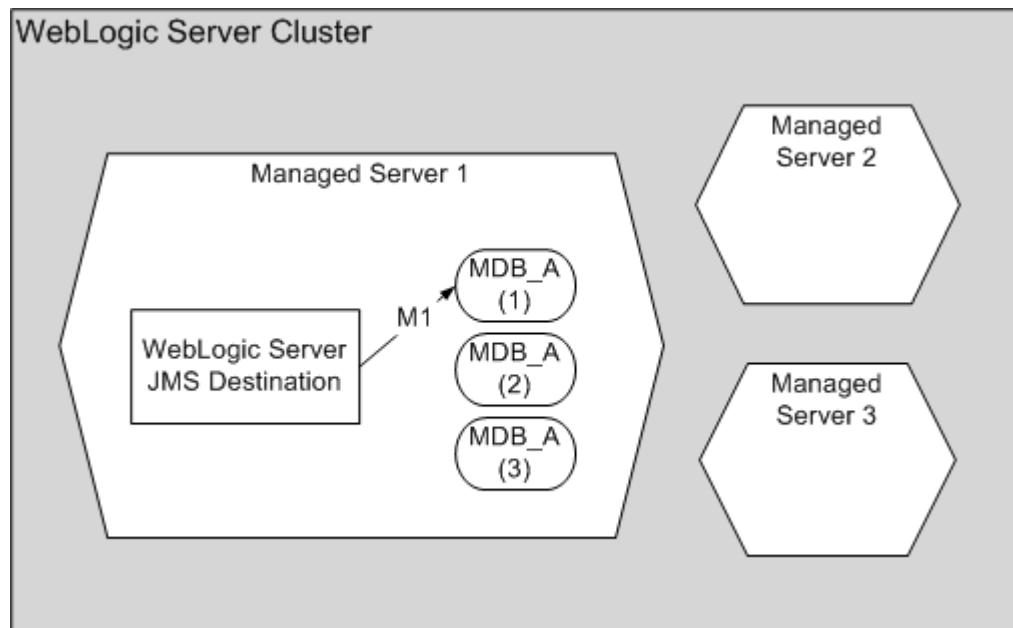 WebLogic Server Cluster
Managed Server 1
WebLogic Server
JMS Destination
M1
MDB_A
(1)
MDB_A
(2)
MDB_A
(3)
Managed
Server 2
Managed
Server 3